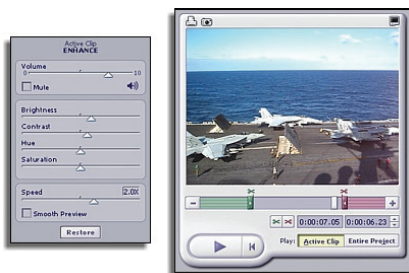 Active Clip
ENHANCE
Volume
0 10
Mute
Brightness
Contrast
Hue
Saturation
Speed 2.0X
Smooth Preview
Restore
0:00:07.05 0:00:06.23
Play: Active Clip Entire Project